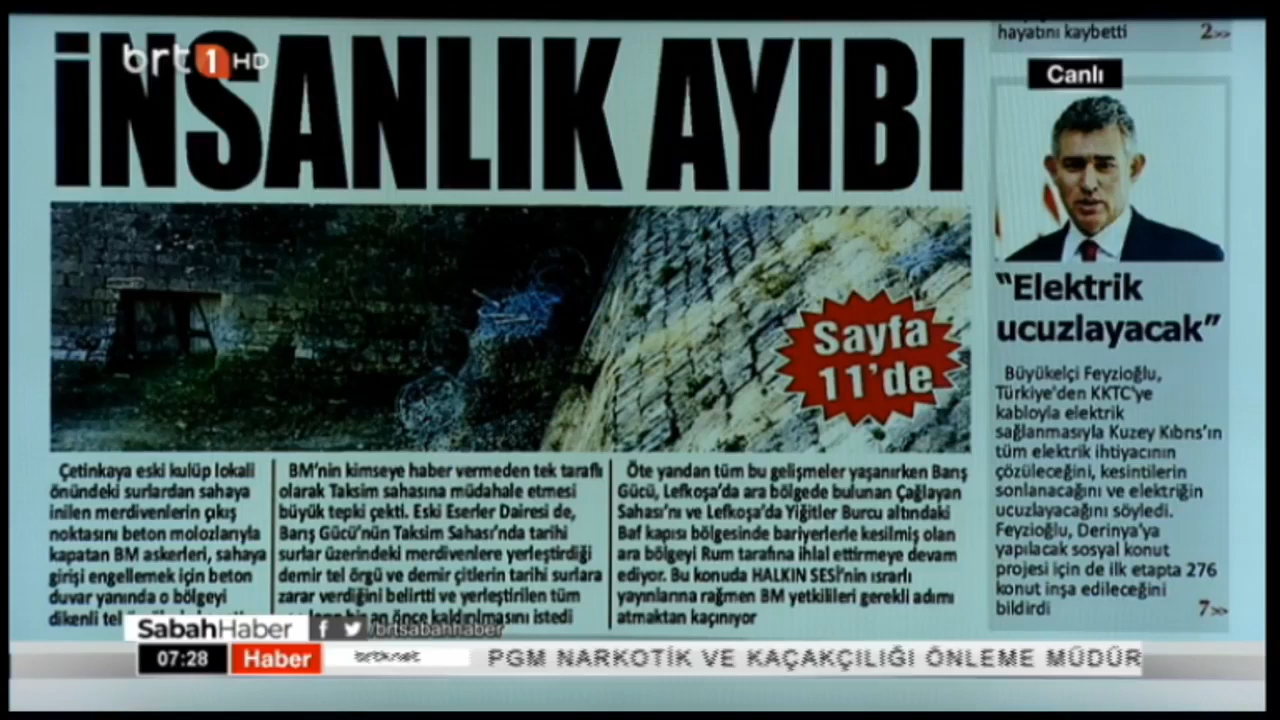 brt 1 HD
İNSANLIK AYIBI
Sayfa
11'de
Çetinkaya eski kulüp lokali
önündeki surlardan sahaya
inilen merdivenlerin çıkış
noktasını beton molozlarıyla
kapatan BM askerleri, sahaya
girişi engellemek için beton
duvar yanında o bölgeyi
dikenli tel
BM'nin kimseye haber vermeden tek taraflı
olarak Taksim sahasına müdahale etmesi
büyük tepki çekti. Eski Eserler Dairesi de,
Barış Gücü'nün Taksim Sahası'nda tarihi
surlar üzerindeki merdivenlere yerleştirdiği
demir tel örgü ve demir çitlerin tarihi surlara
zarar verdiğini belirtti ve yerleştirilen tüm
an önce kaldırılmasını istedi
Öte yandan tüm bu gelişmeler yaşanırken Barış
Gücü, Lefkoşa'da ara bölgede bulunan Çağlayan
Sahası'nı ve Lefkoşa'da Yiğitler Burcu altındaki
Baf kapısı bölgesinde bariyerlerle kesilmiş olan
ara bölgeyi Rum tarafına ihlal ettirmeye devam
ediyor. Bu konuda HALKIN SESİ'nin ısrarlı
yayınlarına rağmen BM yetkilileri gerekli adımı
atmaktan kaçınıyor
hayatını kaybetti 2>>
Canlı
"Elektrik
ucuzlayacak"
Büyükelçi Feyzioğlu,
Türkiye'den KKTC'ye
kabloyla elektrik
sağlanmasıyla Kuzey Kıbrıs'ın
tüm elektrik ihtiyacının
çözüleceğini, kesintilerin
sonlanacağını ve elektriğin
ucuzlayacağını söyledi.
Feyzioğlu, Derinya'ya
yapılacak sosyal konut
projesi için de ilk etapta 276
konut inşa edileceğini
bildirdi 7>>
SabahHaber f /brtsabahhaber
07:28 Haber PGM NARKOTİK VE KAÇAKÇILIĞI ÖNLEME MÜDÜR